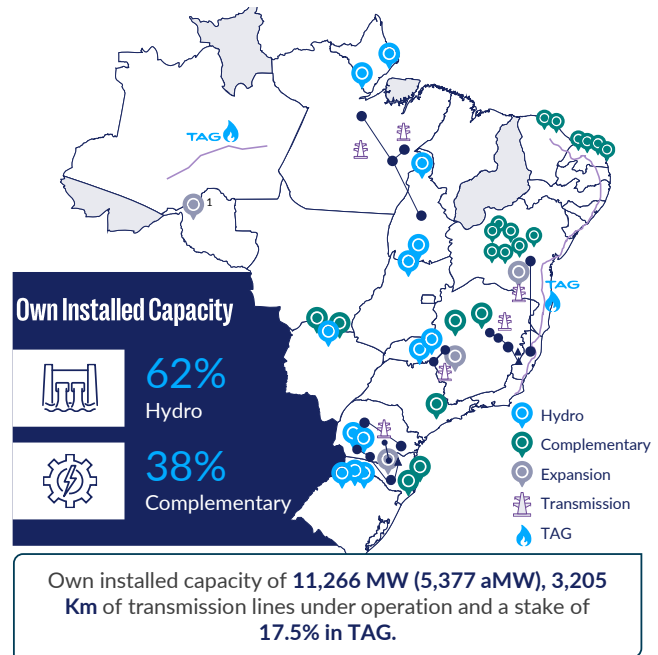 TAG
1
TAG
Own Installed Capacity
62%
Hydro
38%
Complementary
Hydro
Complementary
Expansion
Transmission
TAG
Own installed capacity of 11,266 MW (5,377 aMW), 3,205
Km of transmission lines under operation and a stake of
17.5% in TAG.